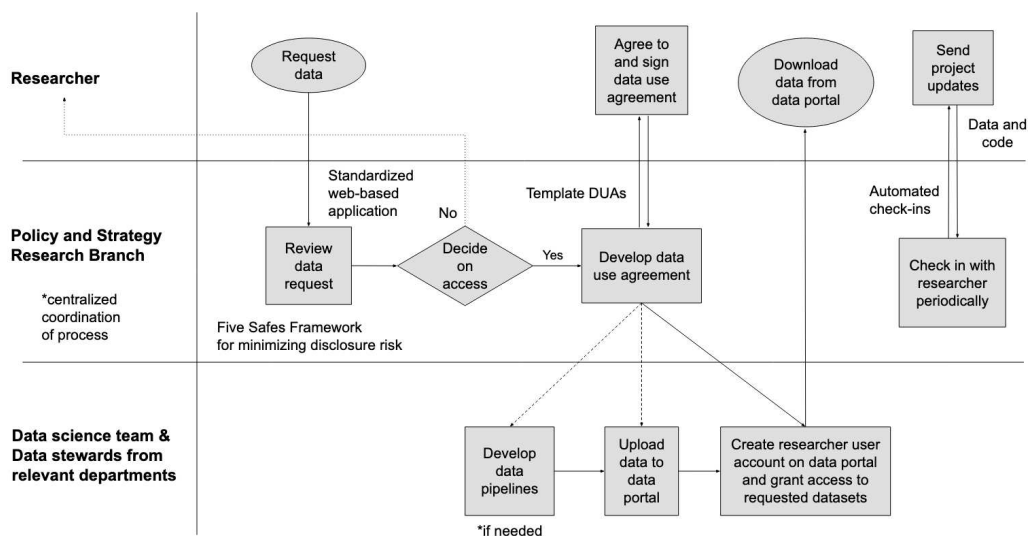 Researcher
Request
data
Agree to
and sign
data use
agreement
Download
data from
data portal
Send
project
updates
Data and
code
Policy and Strategy
Research Branch
*centralized
coordination
of process
Standardized
web-based
application
Review
data
request
No
Decide
on
access
Yes
Template DUAs
Develop data
use agreement
Automated
check-ins
Check in with
researcher
periodically
Five Safes Framework
for minimizing disclosure risk
Data science team &
Data stewards from
relevant departments
Develop
data
pipelines
*if needed
Upload
data to
data
portal
Create researcher user
account on data portal
and grant access to
requested datasets